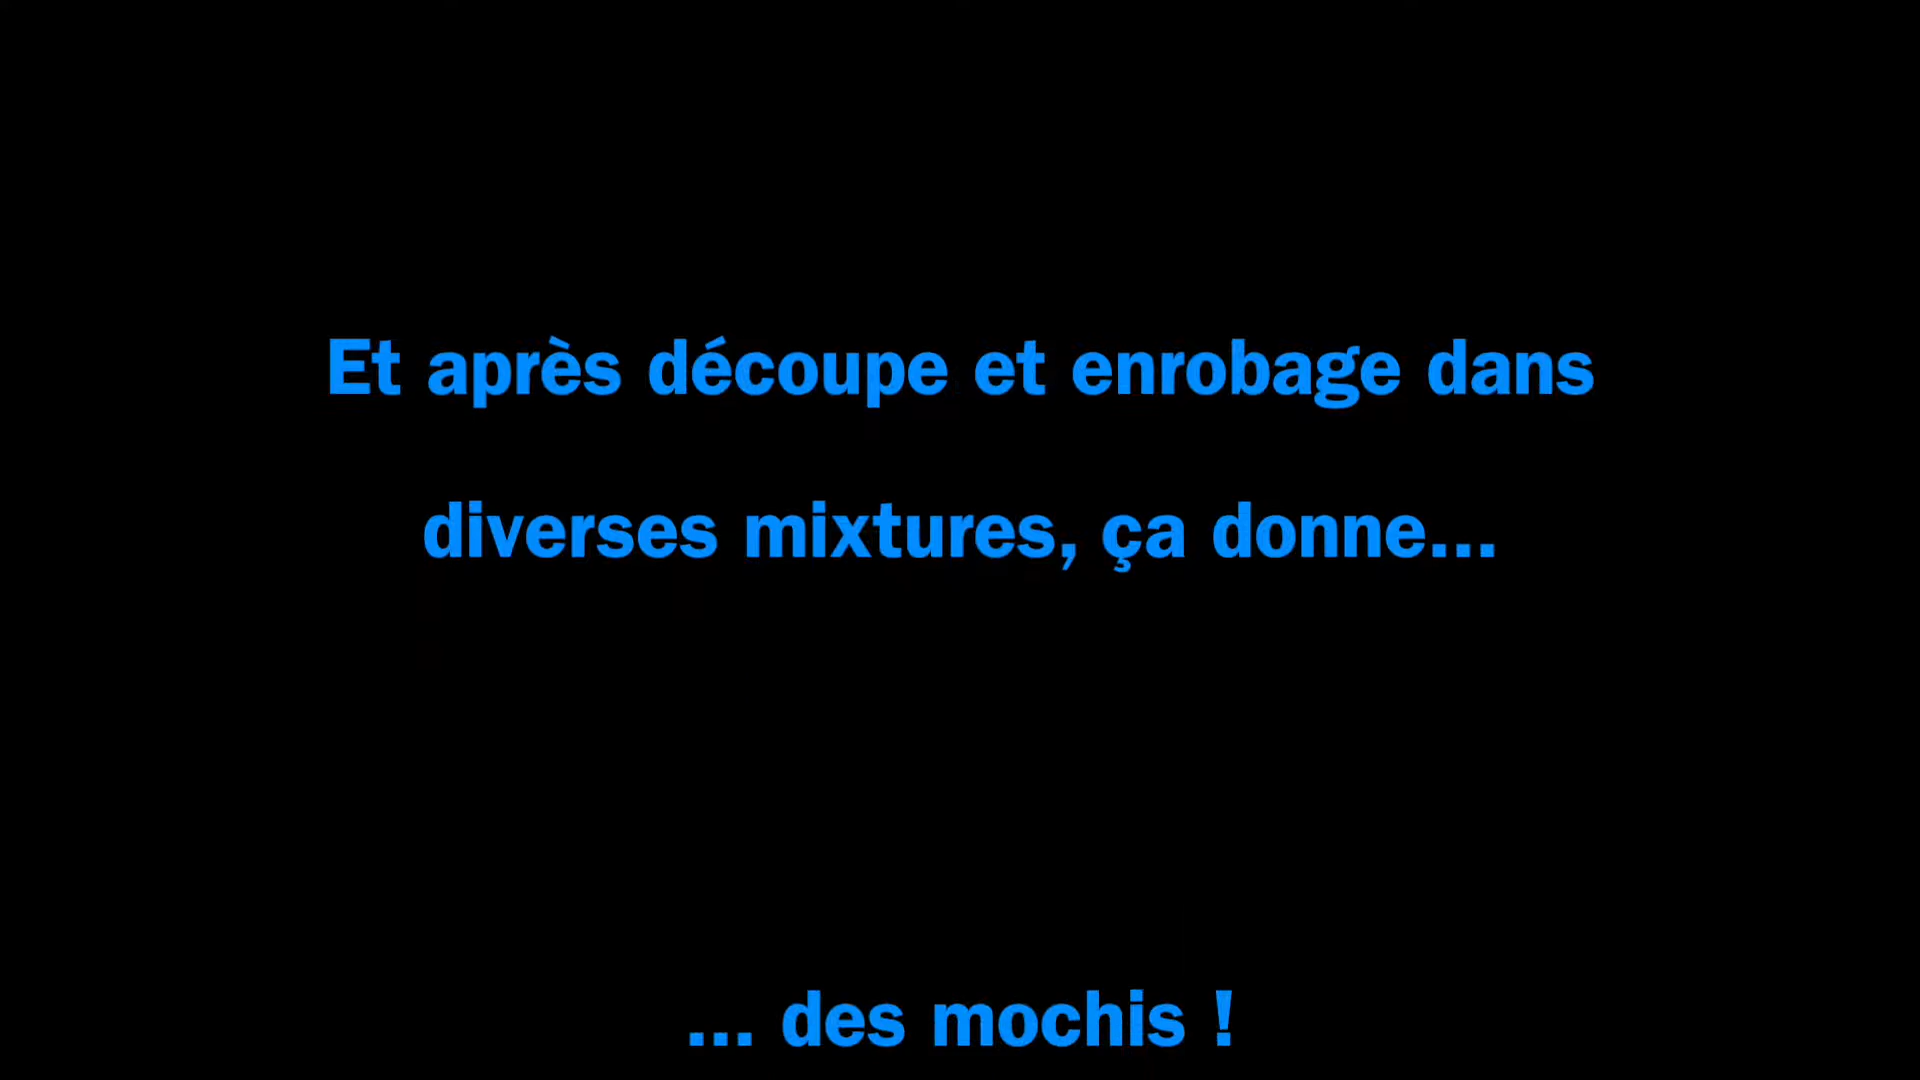 Et après découpe et enrobage dans
diverses mixtures, ça donne...
... des mochis !